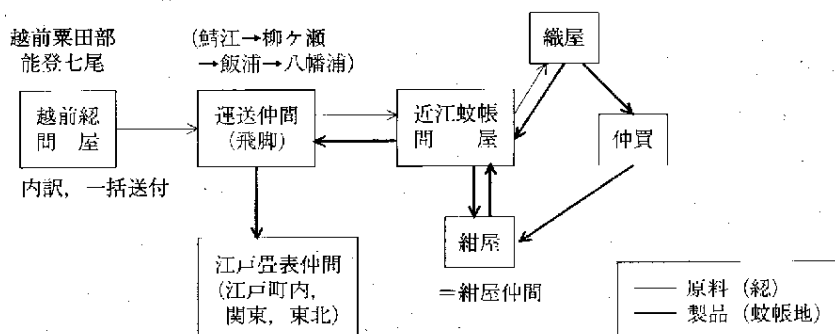 越前粟田部
能登七尾
(鯖江→柳ケ瀬
→飯浦→八幡浦)
織屋
越前綛
問屋
運送仲間
(飛脚)
近江蚊帳
問屋
仲買
内訳,一括送付
紺屋
=紺屋仲間
江戸畳表仲間
(江戸町内,
関東,東北)
原料(綛)
製品(蚊帳地)